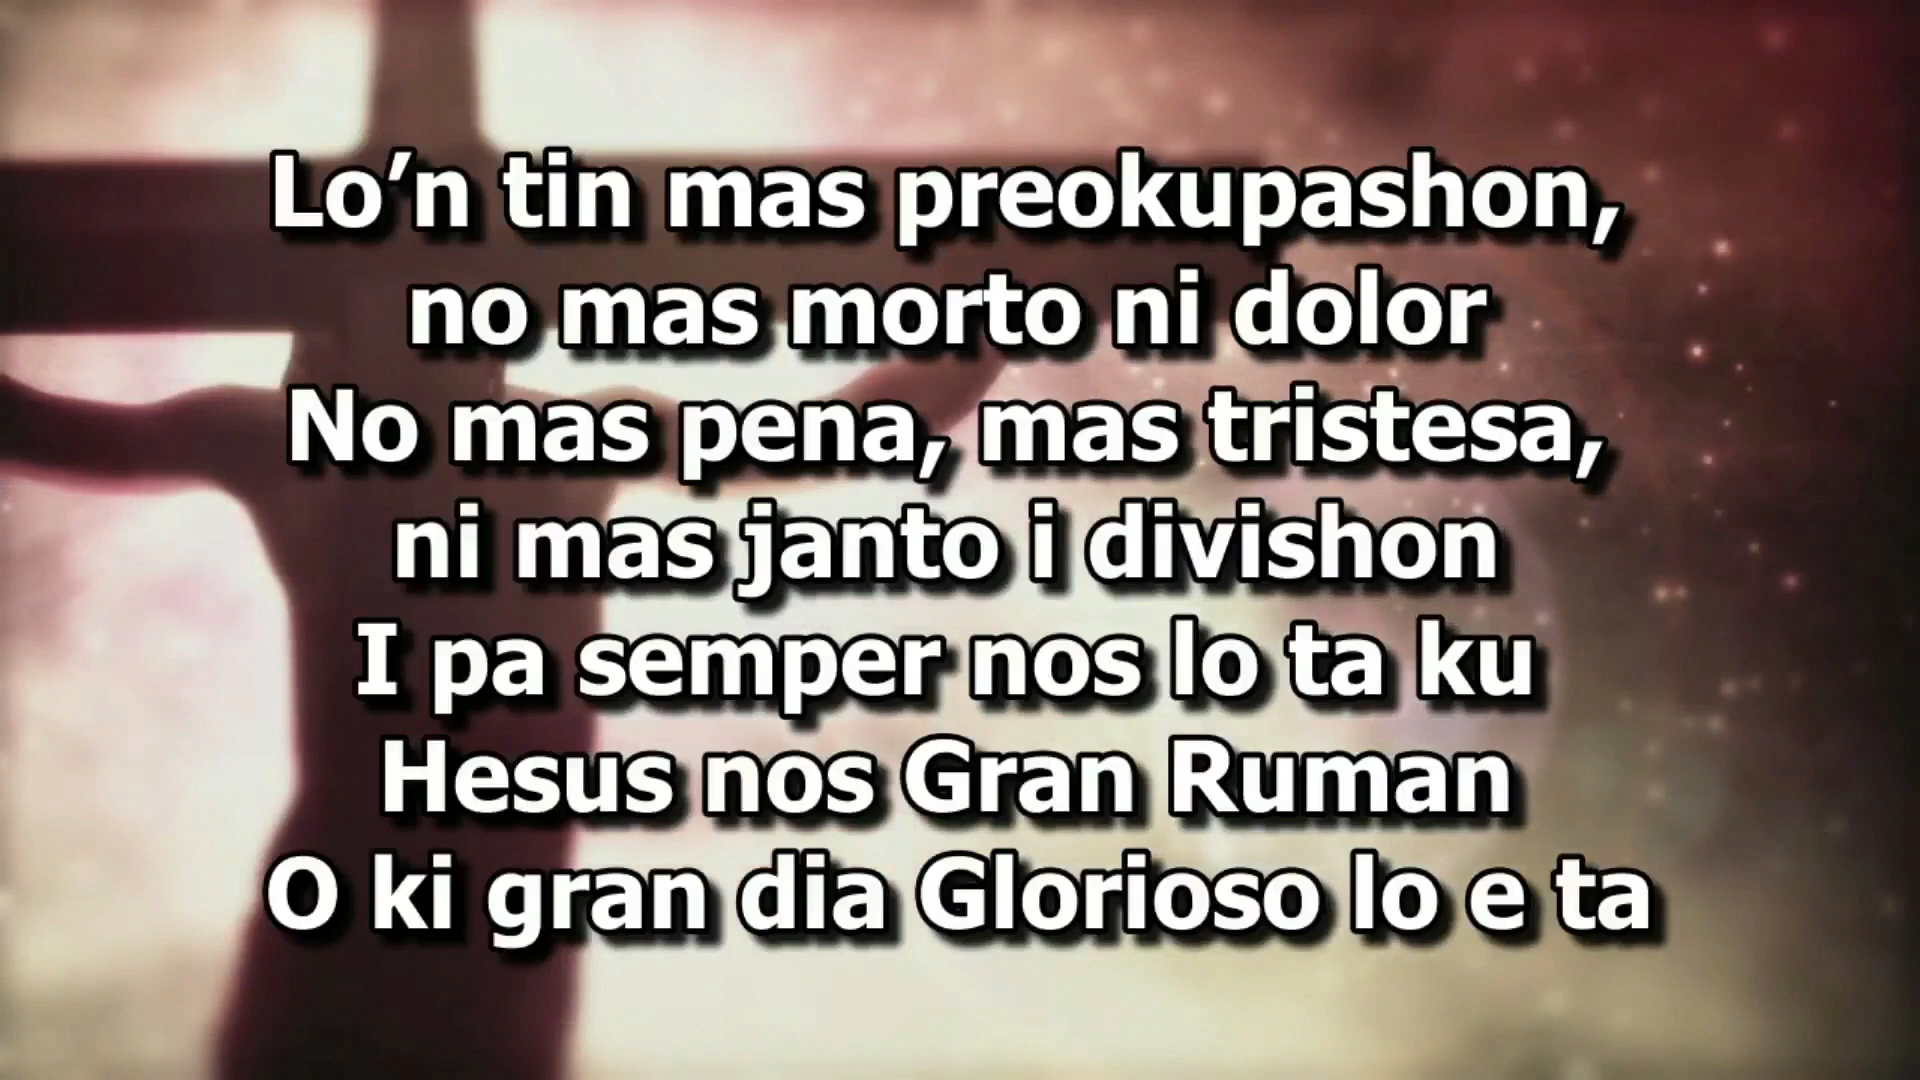 Lo’n tin mas preokupashon,
no mas morto ni dolor
No mas pena, mas tristesa,
ni mas janto i divishon
I pa semper nos lo ta ku
Hesus nos Gran Ruman
O ki gran dia Glorioso lo e ta